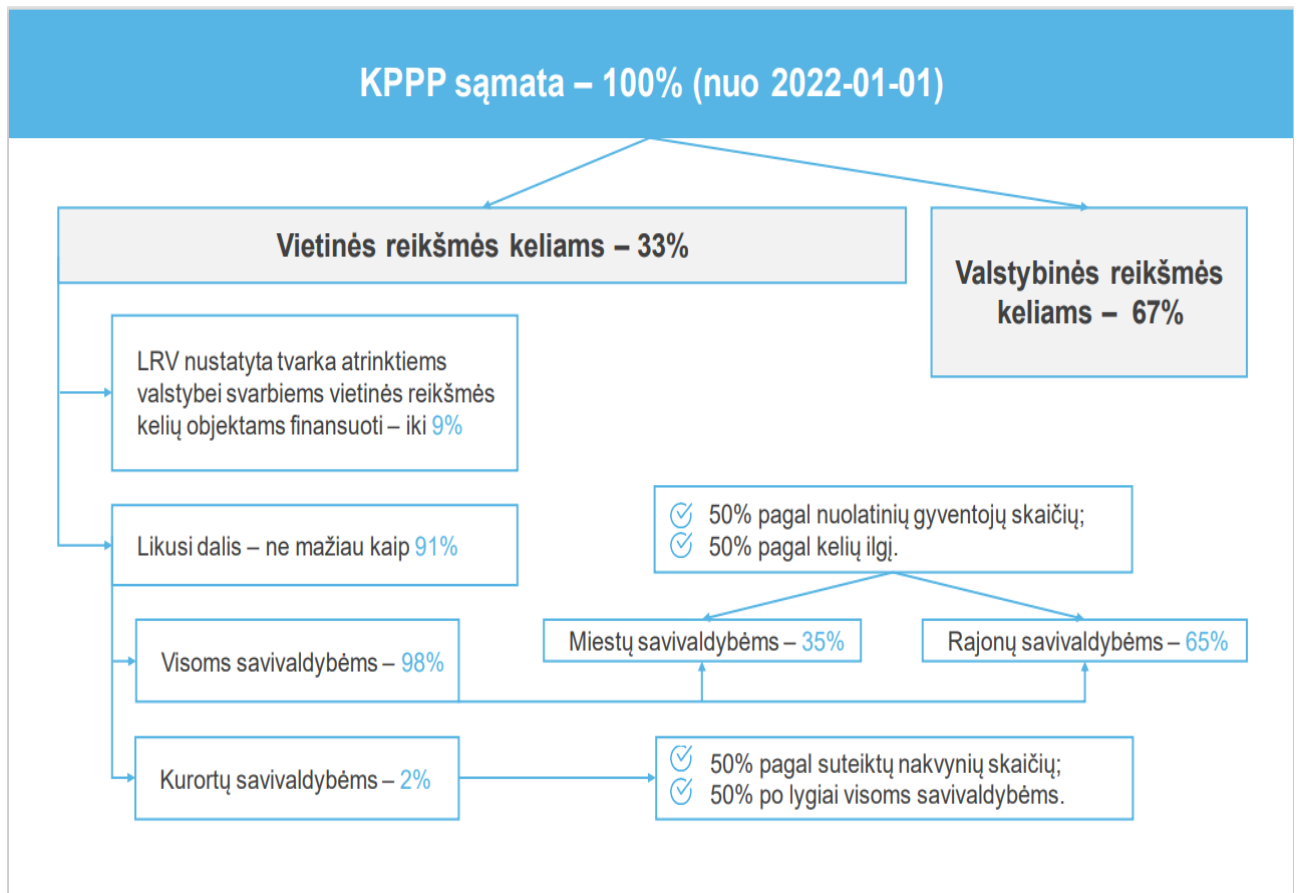 KPPP sąmata – 100% (nuo 2022-01-01)
Vietinės reikšmės keliams – 33%
Valstybinės reikšmės
keliams – 67%
LRV nustatyta tvarka atrinktiems
valstybei svarbiems vietinės reikšmės
kelių objektams finansuoti – iki 9%
Likusi dalis – ne mažiau kaip 91%
50% pagal nuolatinių gyventojų skaičių;
50% pagal kelių ilgį.
Visoms savivaldybėms – 98%
Miestų savivaldybėms – 35%
Rajonų savivaldybėms – 65%
Kurortų savivaldybėms – 2%
50% pagal suteiktų nakvynių skaičių;
50% po lygiai visoms savivaldybėms.